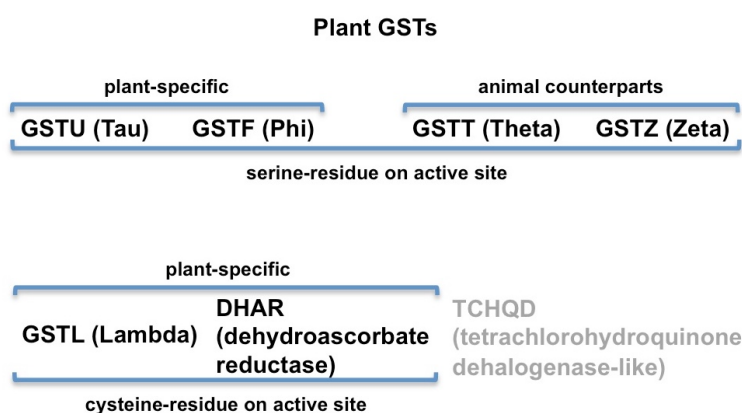 Plant GSTs
plant-specific
animal counterparts
GSTU (Tau)
GSTF (Phi)
GSTT (Theta)
GSTZ (Zeta)
serine-residue on active site
plant-specific
GSTL (Lambda)
DHAR
(dehydroascorbate
reductase)
TCHQD
(tetrachlorohydroquinone
dehalogenase-like)
cysteine-residue on active site